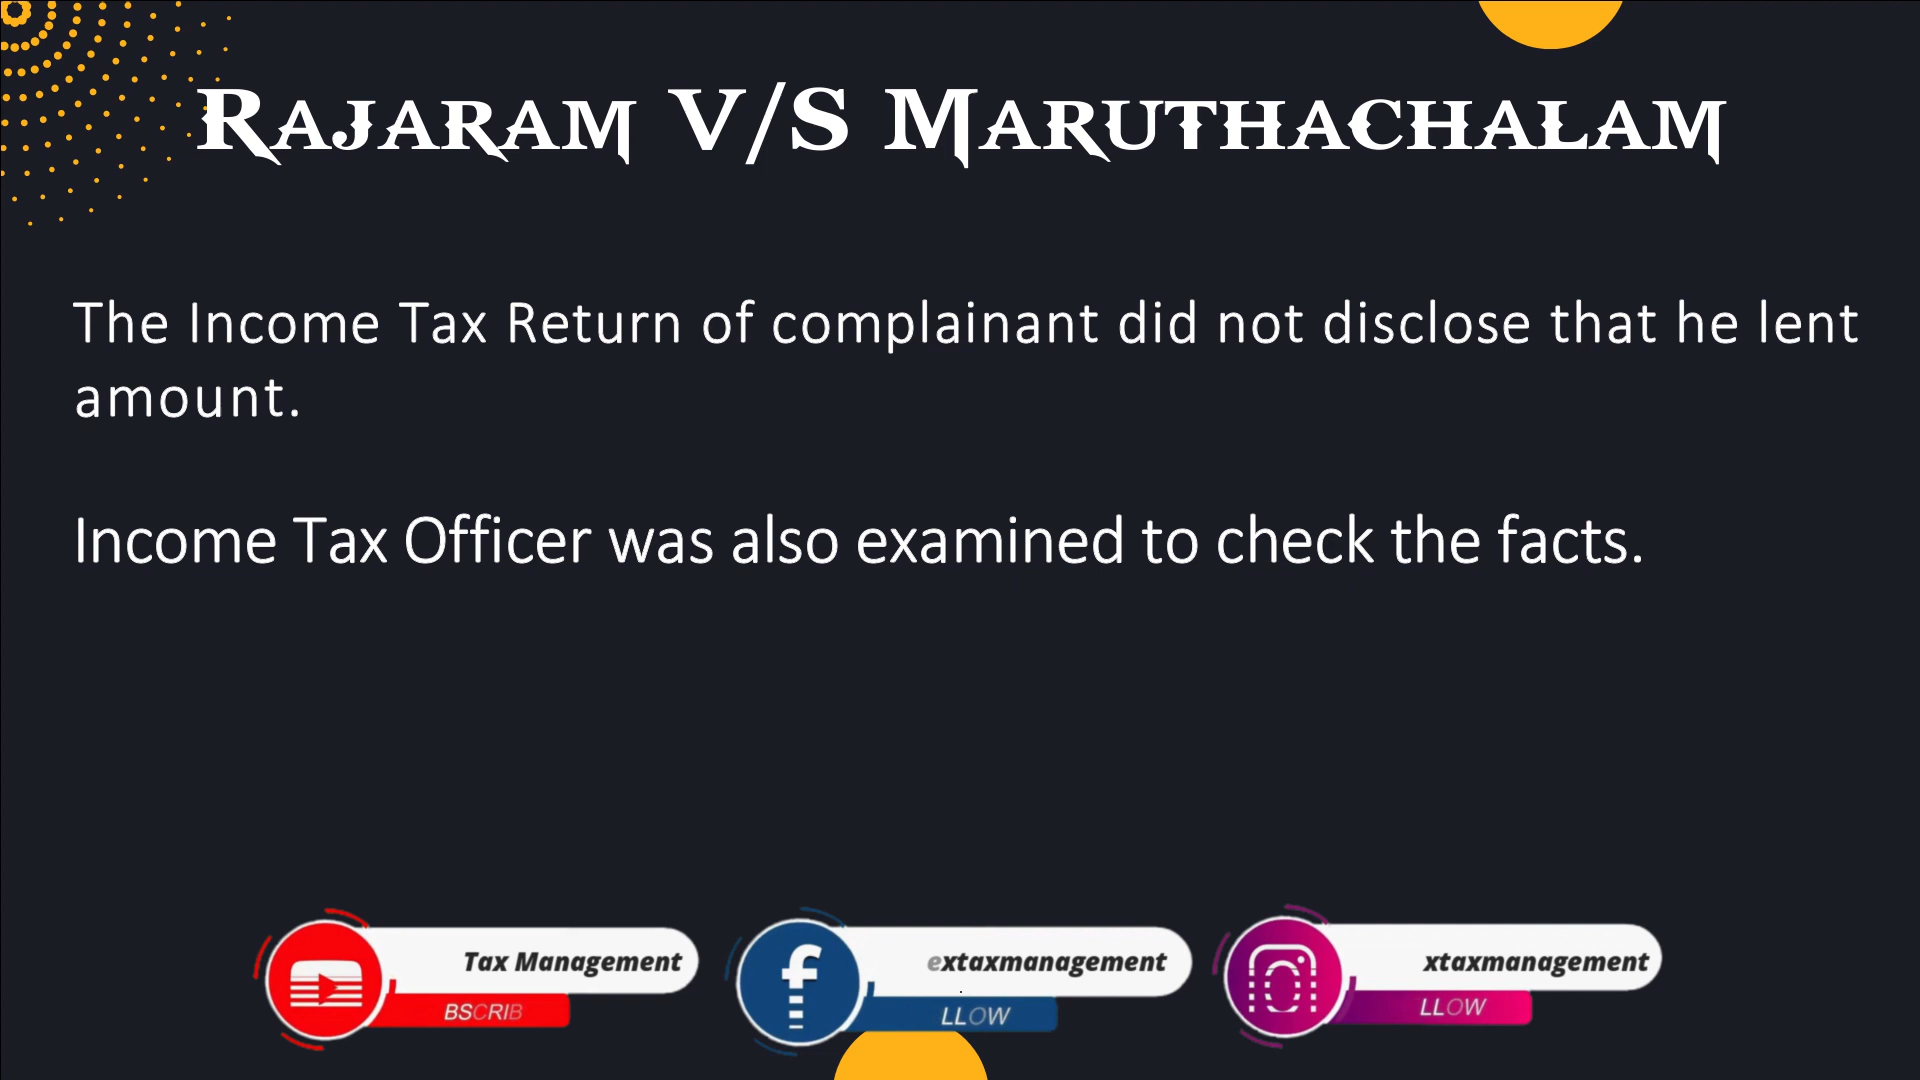 Rajaram V/S Maruthachalam
The Income Tax Return of complainant did not disclose that he lent
amount.
Income Tax Officer was also examined to check the facts.
Tax Management
BSCRIB
extaxmanagement
LLOW
xtaxmanagement
LLOW